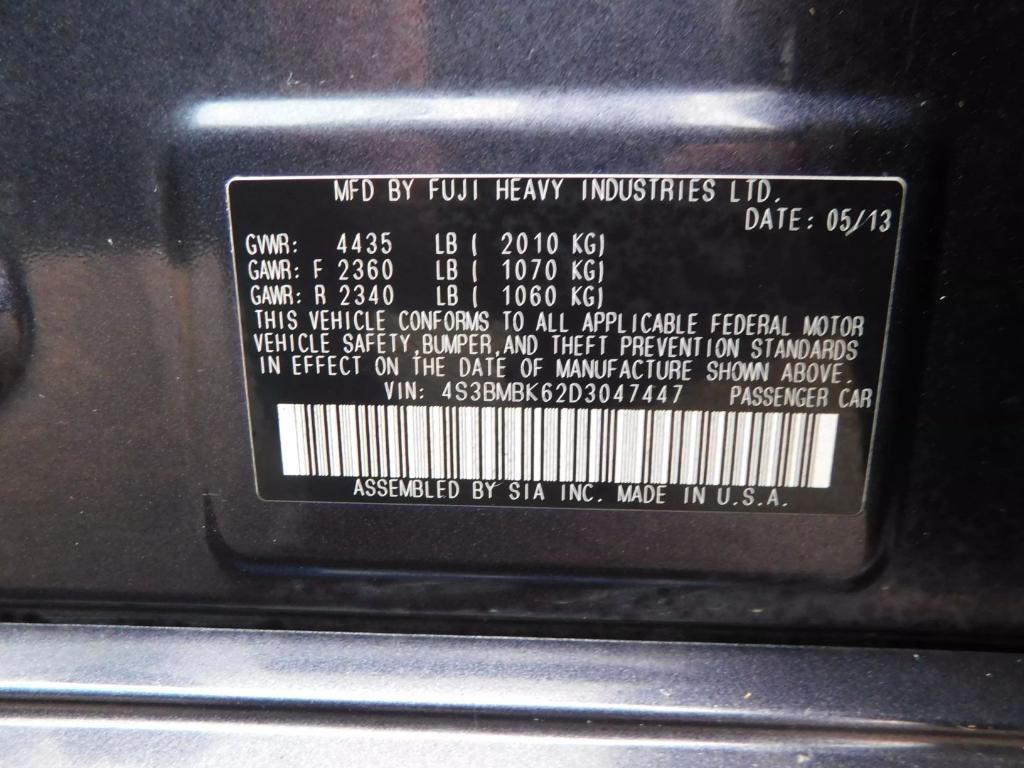 MFD BY FUJI HEAVY INDUSTRIES LTD.
DATE: 05/13
GVWR: 4435 LB ( 2010 KG)
GAWR: F 2360 LB ( 1070 KG)
GAWR: R 2340 LB ( 1060 KG)
THIS VEHICLE CONFORMS TO ALL APPLICABLE FEDERAL MOTOR
VEHICLE SAFETY,BUMPER,AND THEFT PREVENTION STANDARDS
IN EFFECT ON THE DATE OF MANUFACTURE SHOWN ABOVE.
VIN: 4S3BMBK62D3047447 PASSENGER CAR
ASSEMBLED BY SIA INC. MADE IN U.S.A.